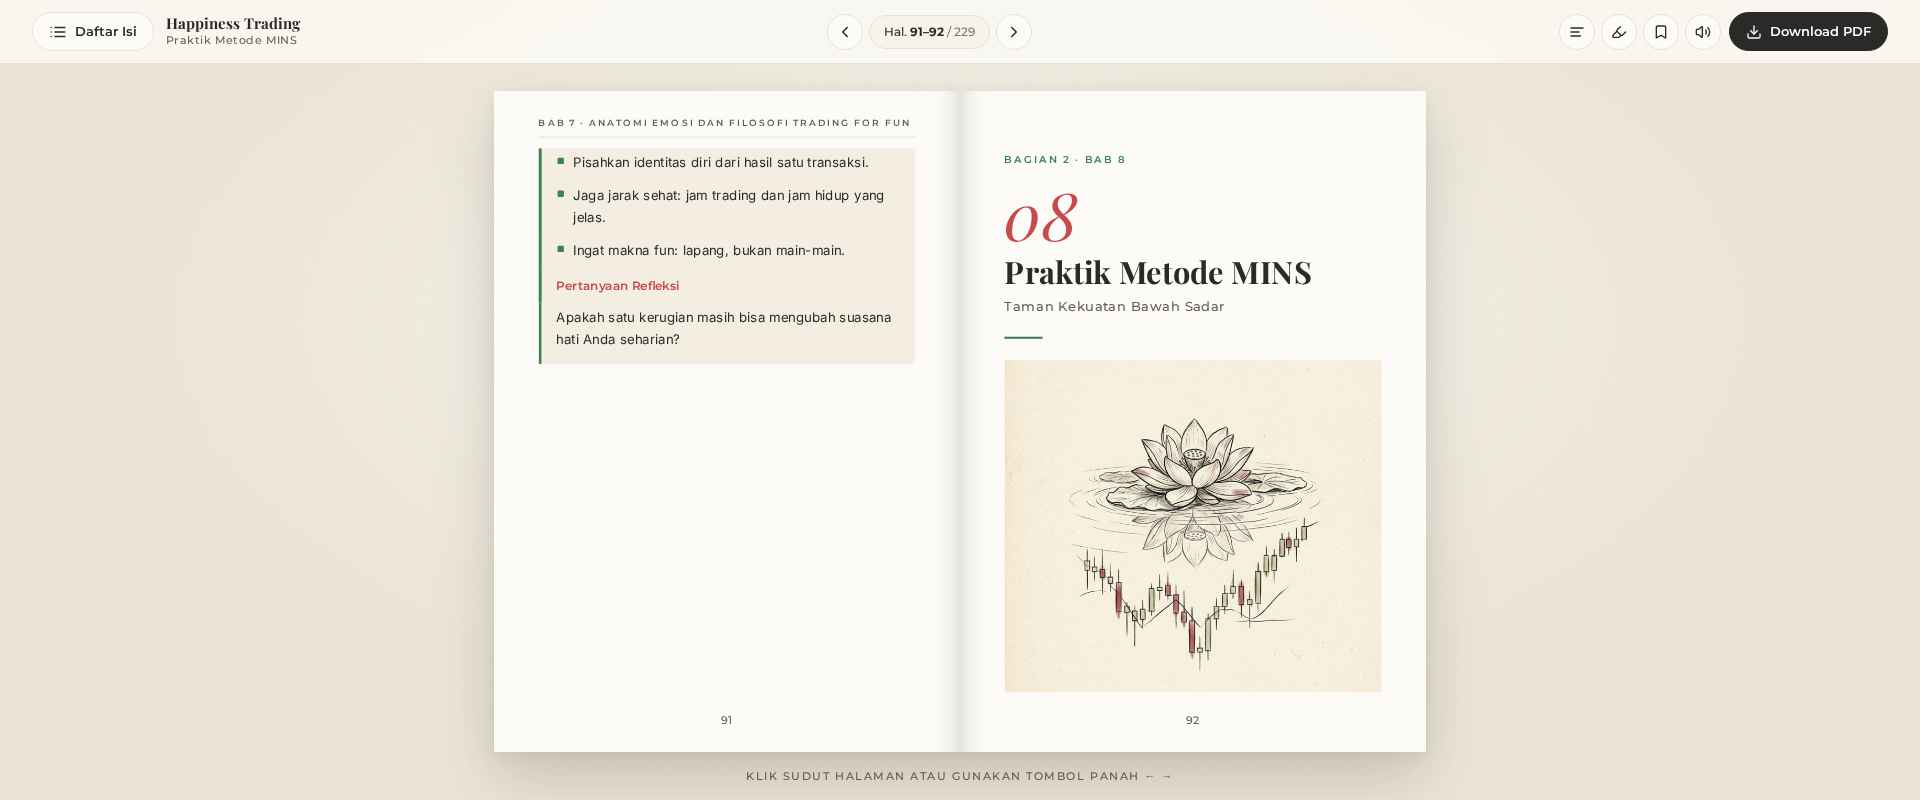 Daftar Isi
Happiness Trading
Praktik Metode MINS
Hal. 91–92 / 229
Download PDF
BAB 7 · ANATOMI EMOSI DAN FILOSOFI TRADING FOR FUN
Pisahkan identitas diri dari hasil satu transaksi.
Jaga jarak sehat: jam trading dan jam hidup yang
jelas.
Ingat makna fun: lapang, bukan main-main.
Pertanyaan Refleksi
Apakah satu kerugian masih bisa mengubah suasana
hati Anda seharian?
91
BAGIAN 2 · BAB 8
08
Praktik Metode MINS
Taman Kekuatan Bawah Sadar
92
KLIK SUDUT HALAMAN ATAU GUNAKAN TOMBOL PANAH ← →